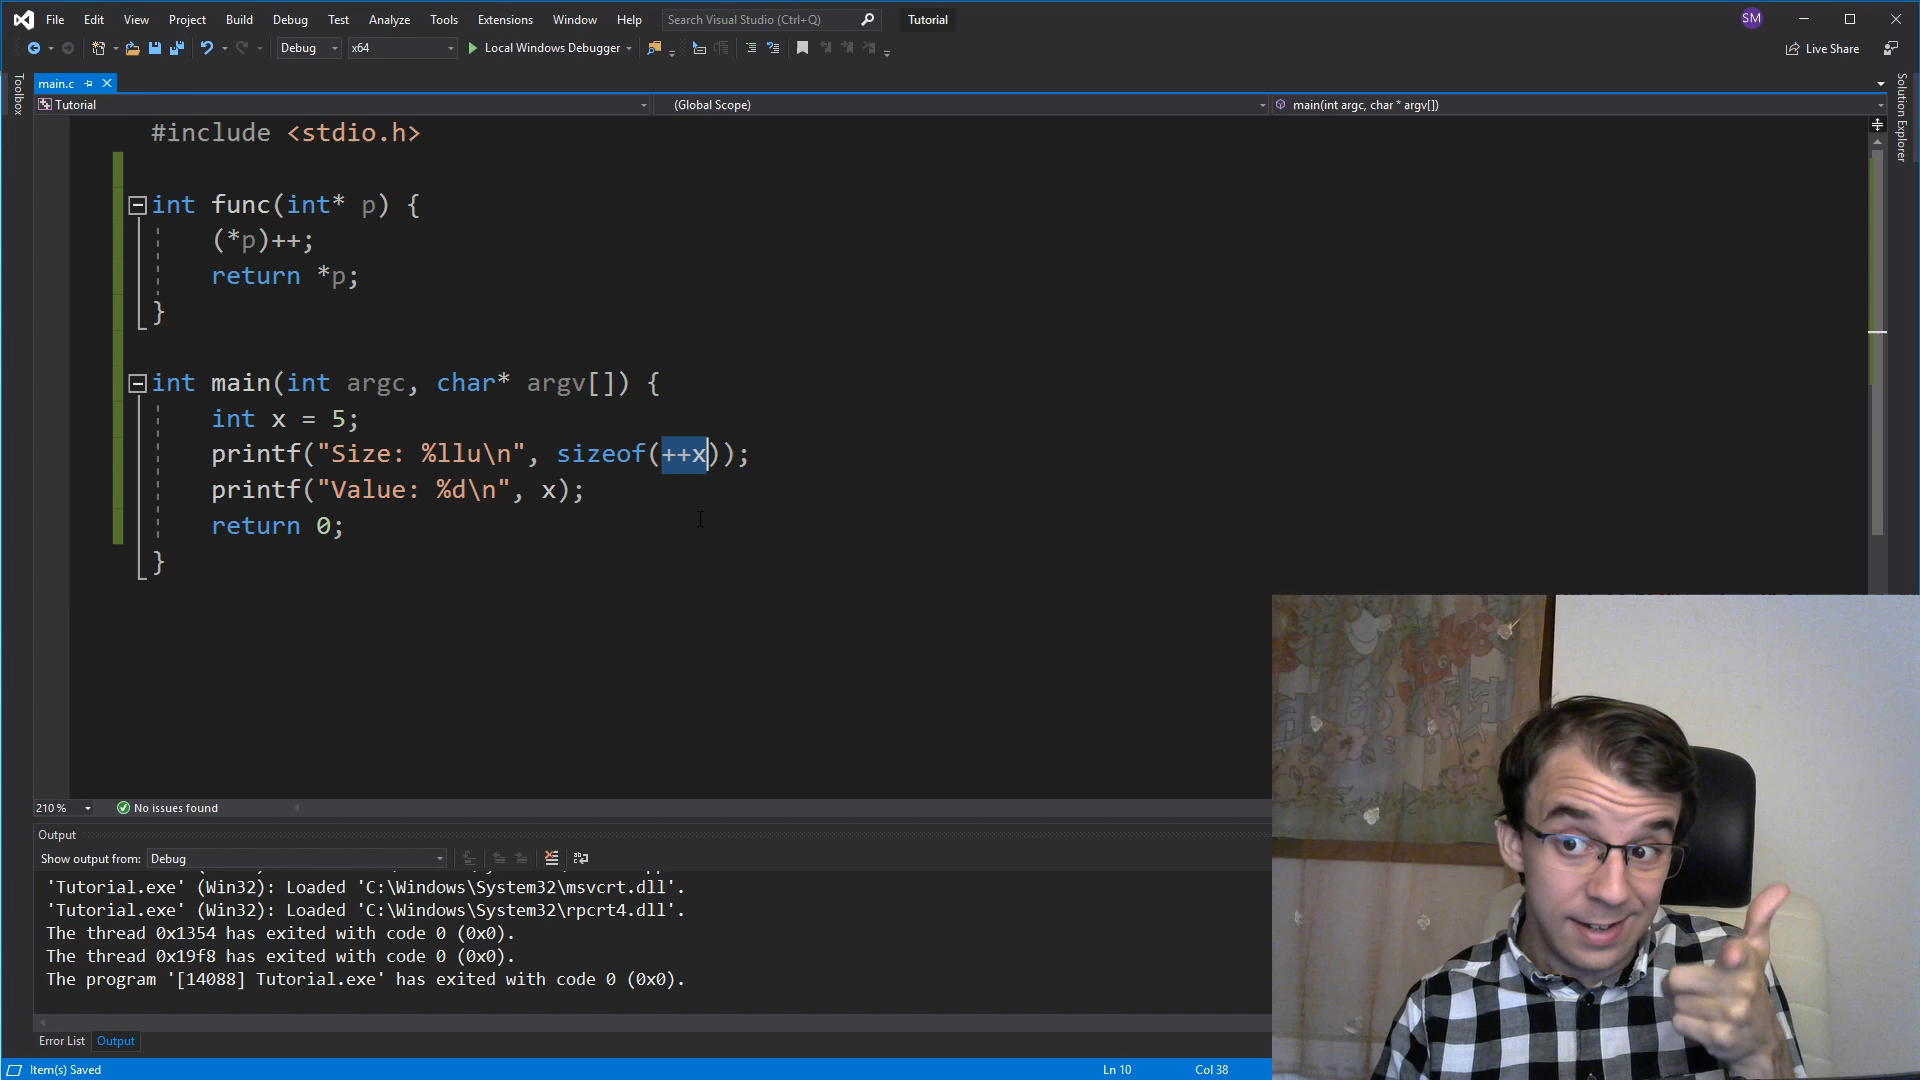 File Edit View Project Build Debug Test Analyze Tools Extensions Window Help Search Visual Studio (Ctrl+Q) Tutorial SM
Debug x64 Local Windows Debugger Live Share
Toolbox
main.c
Solution Explorer
Tutorial (Global Scope) main(int argc, char * argv[])
#include <stdio.h>
int func(int* p) {
(*p)++;
return *p;
}
int main(int argc, char* argv[]) {
int x = 5;
printf("Size: %llu\n", sizeof(++x));
printf("Value: %d\n", x);
return 0;
}
210 % No issues found
Output
Show output from: Debug
'Tutorial.exe' (Win32): Loaded 'C:\Windows\System32\msvcrt.dll'.
'Tutorial.exe' (Win32): Loaded 'C:\Windows\System32\rpcrt4.dll'.
The thread 0x1354 has exited with code 0 (0x0).
The thread 0x19f8 has exited with code 0 (0x0).
The program '[14088] Tutorial.exe' has exited with code 0 (0x0).
Error List Output
Item(s) Saved Ln 10 Col 38